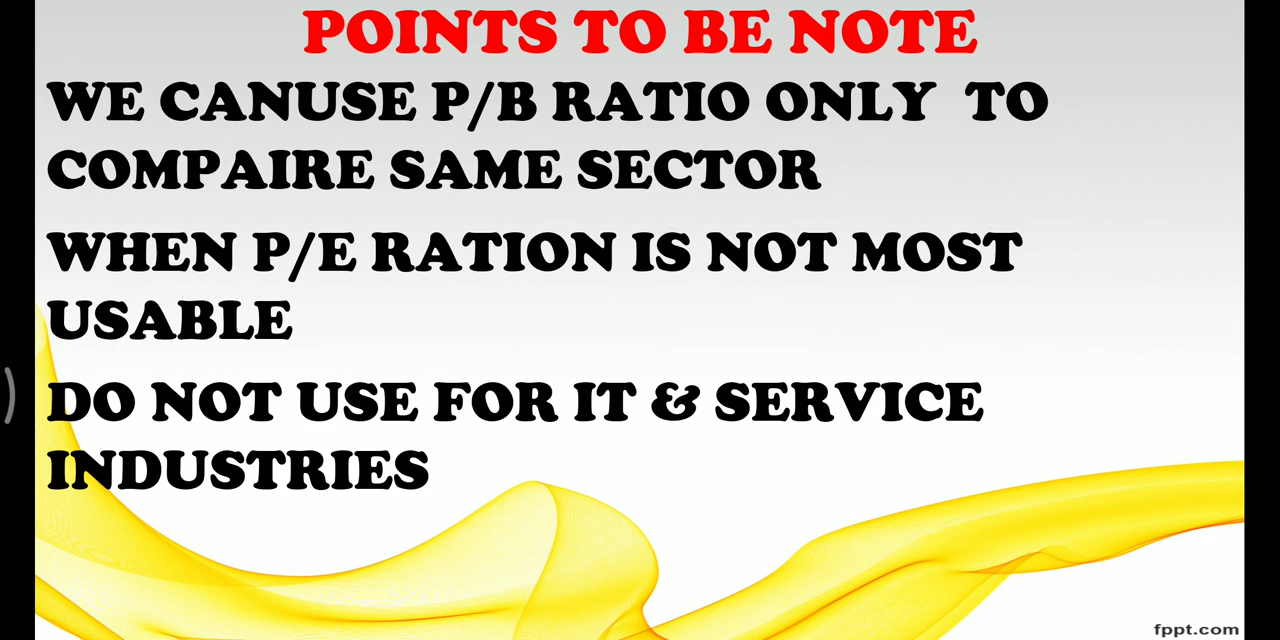 POINTS TO BE NOTE
WE CANUSE P/B RATIO ONLY TO
COMPAIRE SAME SECTOR
WHEN P/E RATION IS NOT MOST
USABLE
DO NOT USE FOR IT & SERVICE
INDUSTRIES
fppt.com